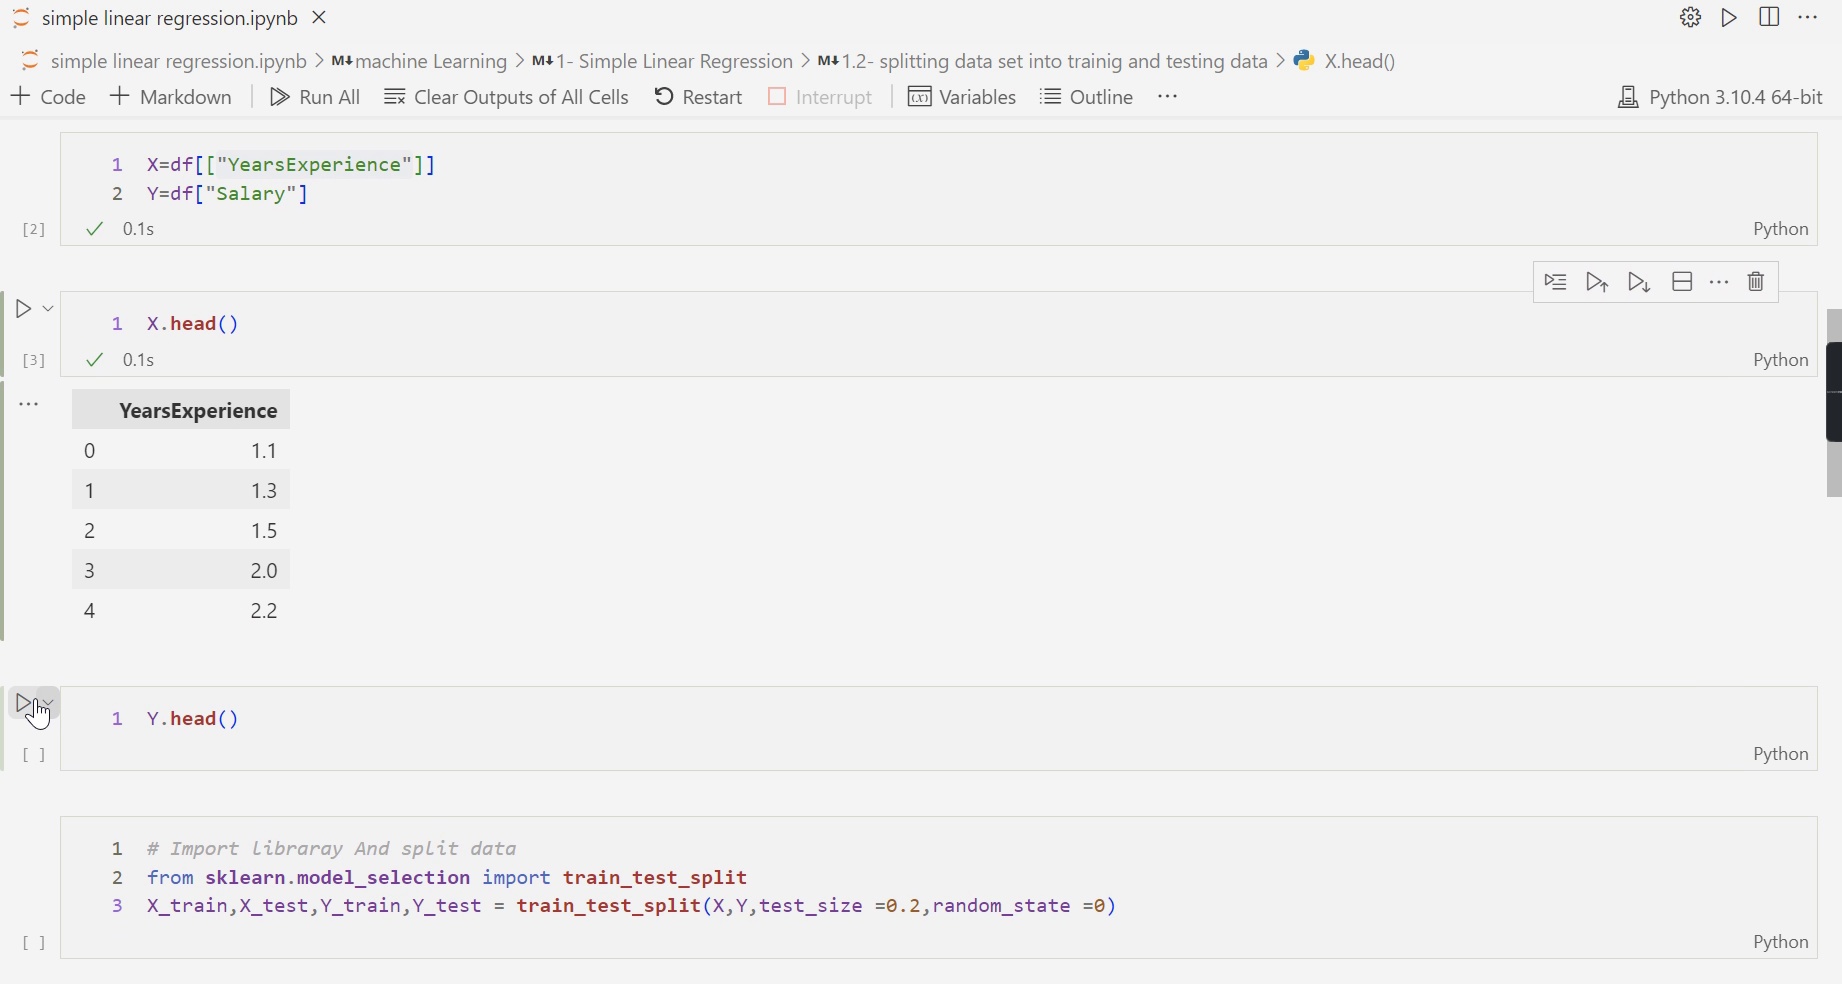 simple linear regression.ipynb
simple linear regression.ipynb > M↓machine Learning > M↓1- Simple Linear Regression > M↓1.2- splitting data set into trainig and testing data > X.head()
+ Code + Markdown Run All Clear Outputs of All Cells Restart Interrupt (x) Variables Outline ··· Python 3.10.4 64-bit
1 X=df[["YearsExperience"]]
2 Y=df["Salary"]
[2] ✓ 0.1s Python
1 X.head()
[3] ✓ 0.1s Python
YearsExperience
0 1.1
1 1.3
2 1.5
3 2.0
4 2.2
1 Y.head()
[ ] Python
1 # Import Libraray And split data
2 from sklearn.model_selection import train_test_split
3 X_train,X_test,Y_train,Y_test = train_test_split(X,Y,test_size =0.2,random_state =0)
[ ] Python